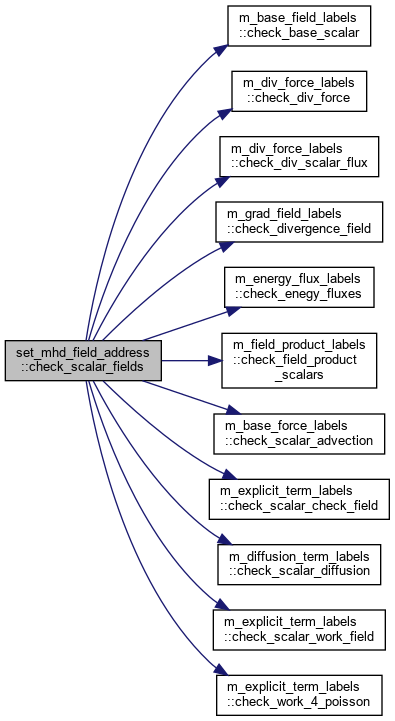 m_base_field_labels
::check_base_scalar
m_div_force_labels
::check_div_force
m_div_force_labels
::check_div_scalar_flux
m_grad_field_labels
::check_divergence_field
m_energy_flux_labels
::check_enegy_fluxes
set_mhd_field_address
::check_scalar_fields
m_field_product_labels
::check_field_product
_scalars
m_base_force_labels
::check_scalar_advection
m_explicit_term_labels
::check_scalar_check_field
m_diffusion_term_labels
::check_scalar_diffusion
m_explicit_term_labels
::check_scalar_work_field
m_explicit_term_labels
::check_work_4_poisson